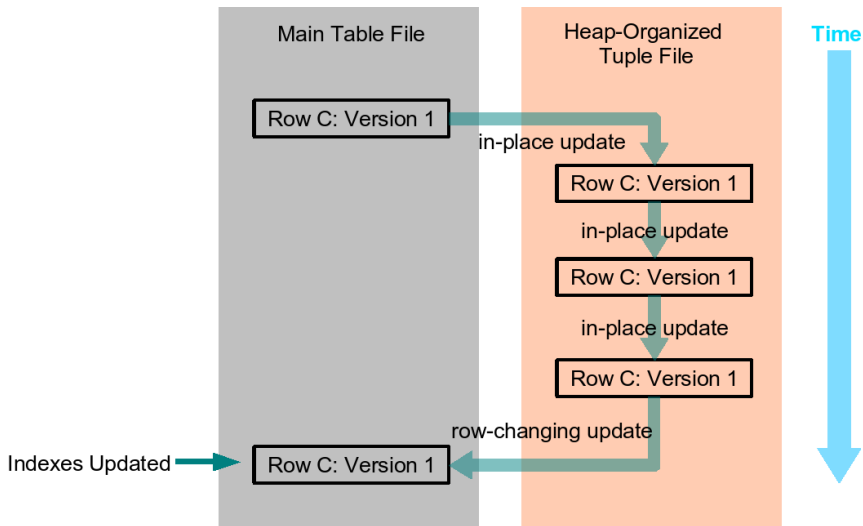 Main Table File
Heap-Organized
Tuple File
Time
Row C: Version 1
in-place update
Row C: Version 1
in-place update
Row C: Version 1
in-place update
Row C: Version 1
row-changing update
Indexes Updated
Row C: Version 1